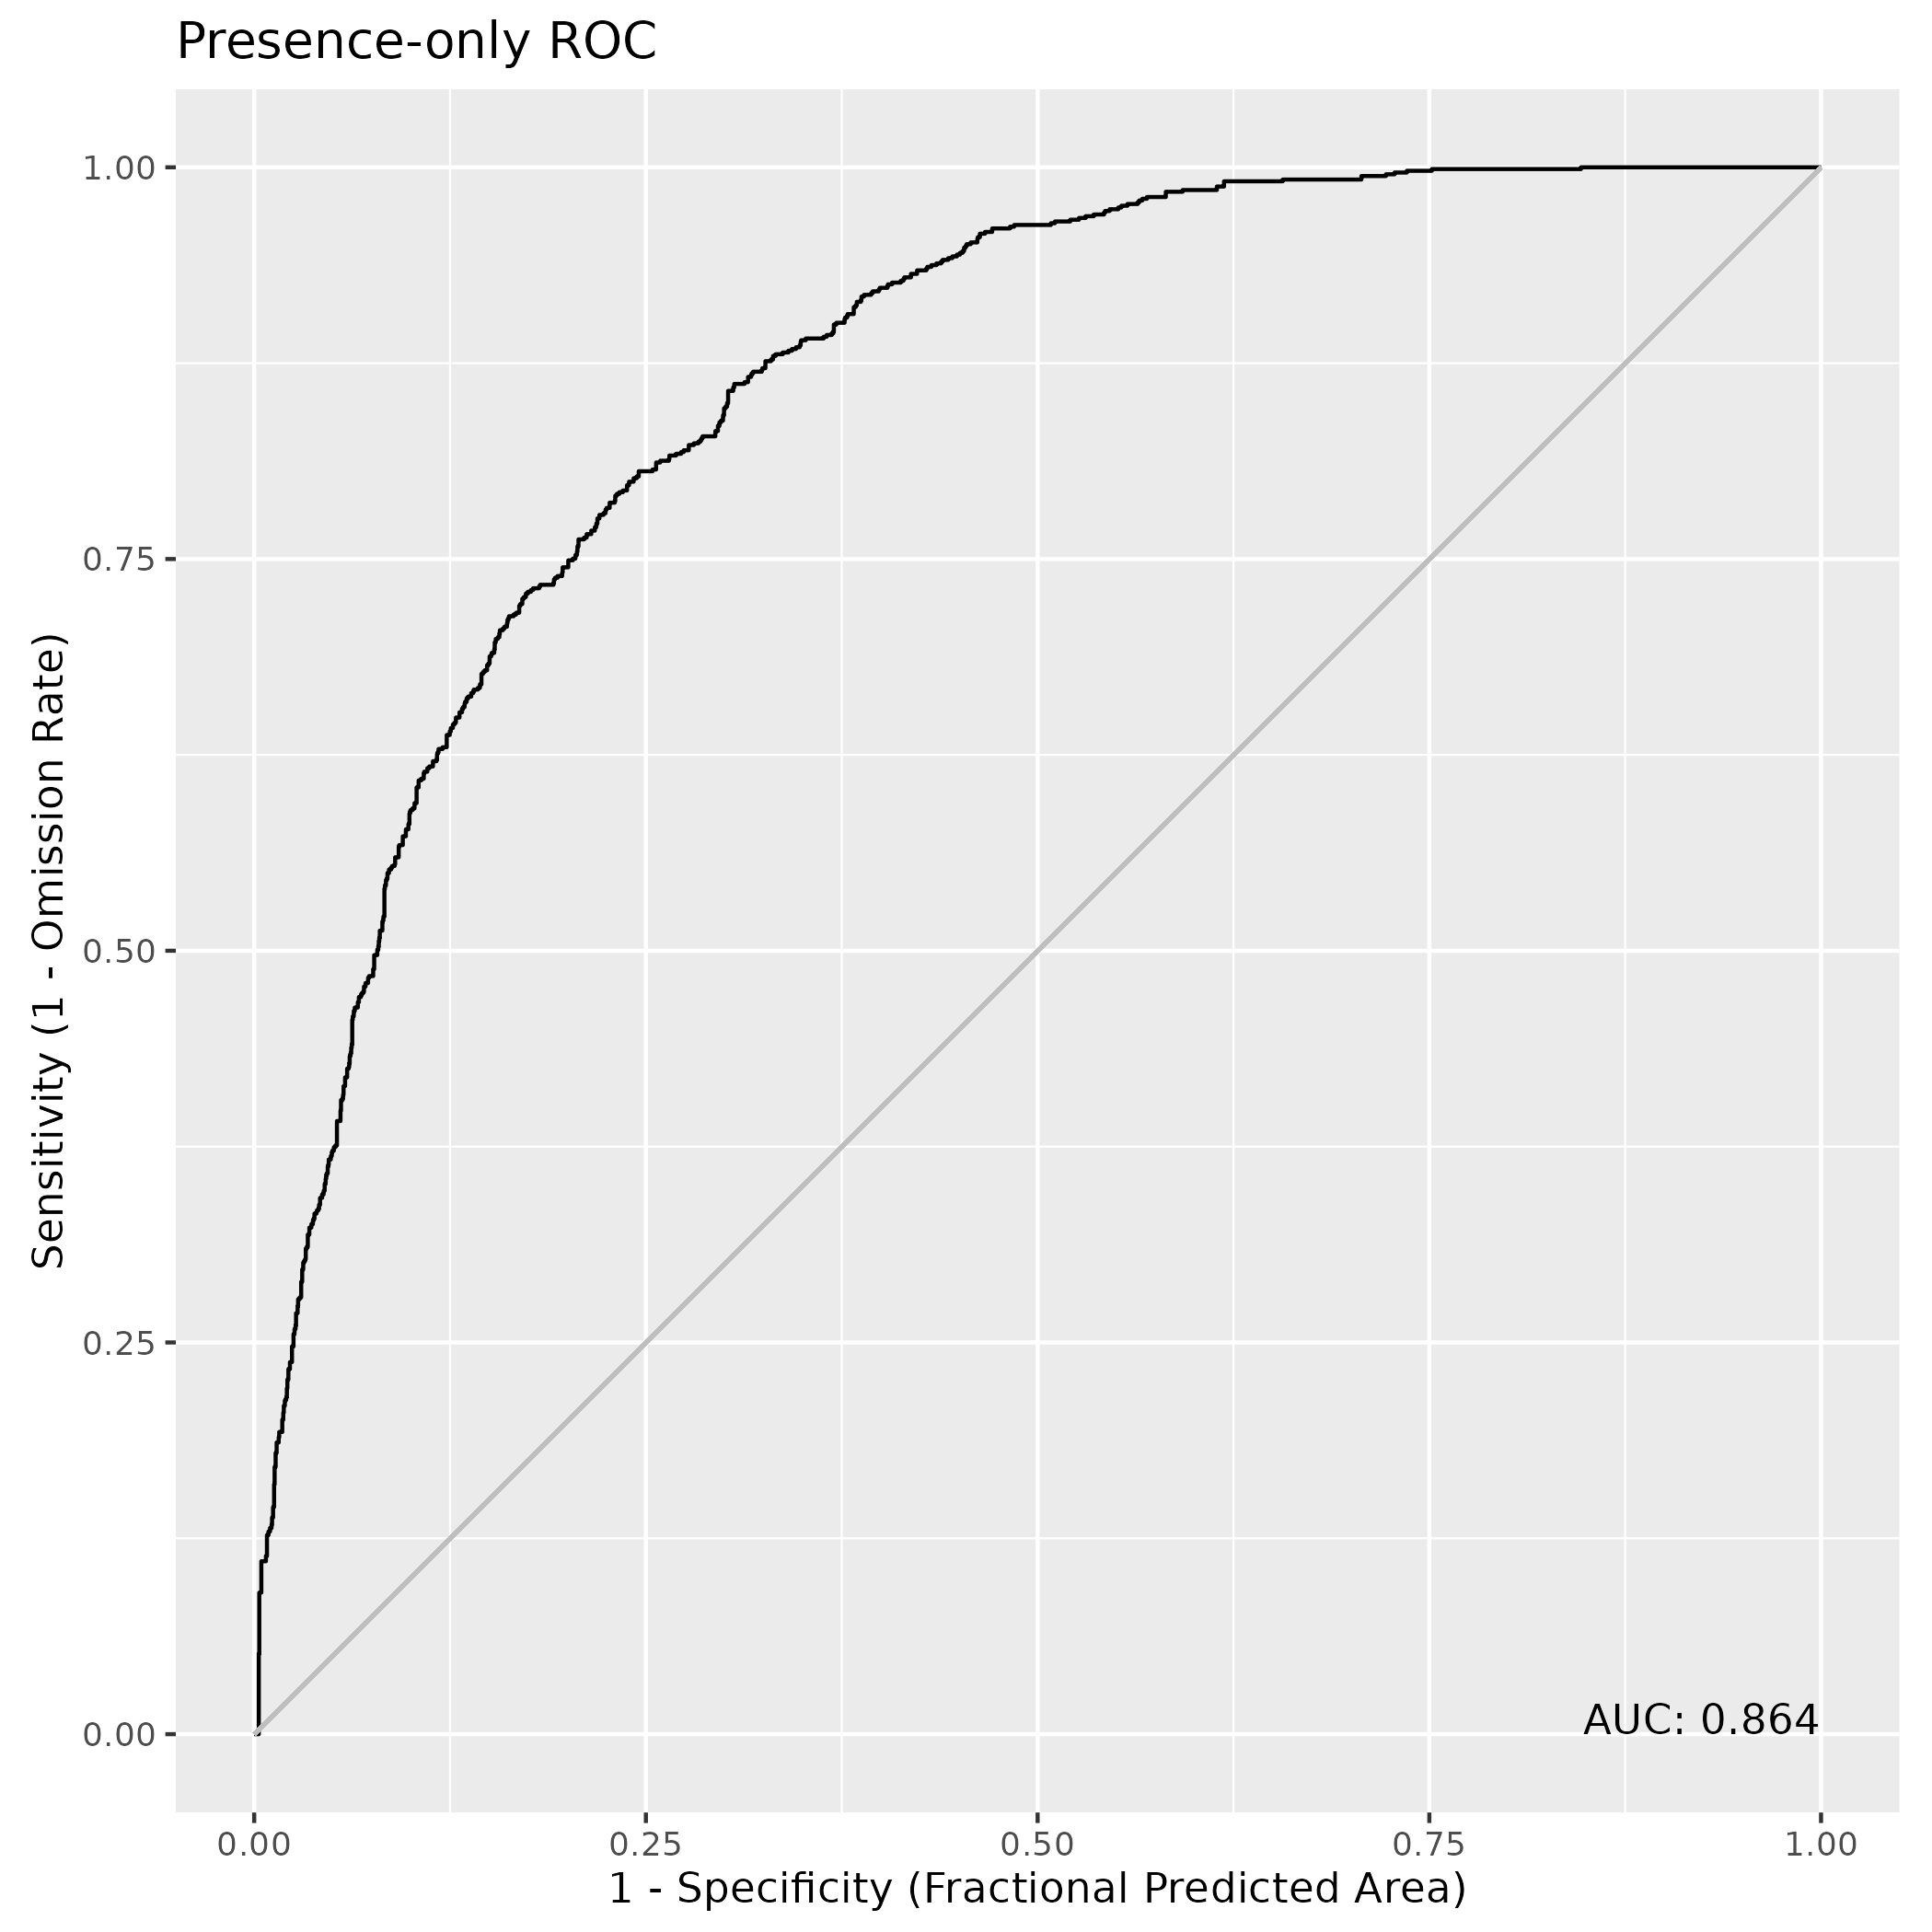 Presence-only ROC
Sensitivity (1 - Omission Rate)
1.00
0.75
0.50
0.25
0.00
AUC: 0.864
0.00 0.25 0.50 0.75 1.00
1 - Specificity (Fractional Predicted Area)